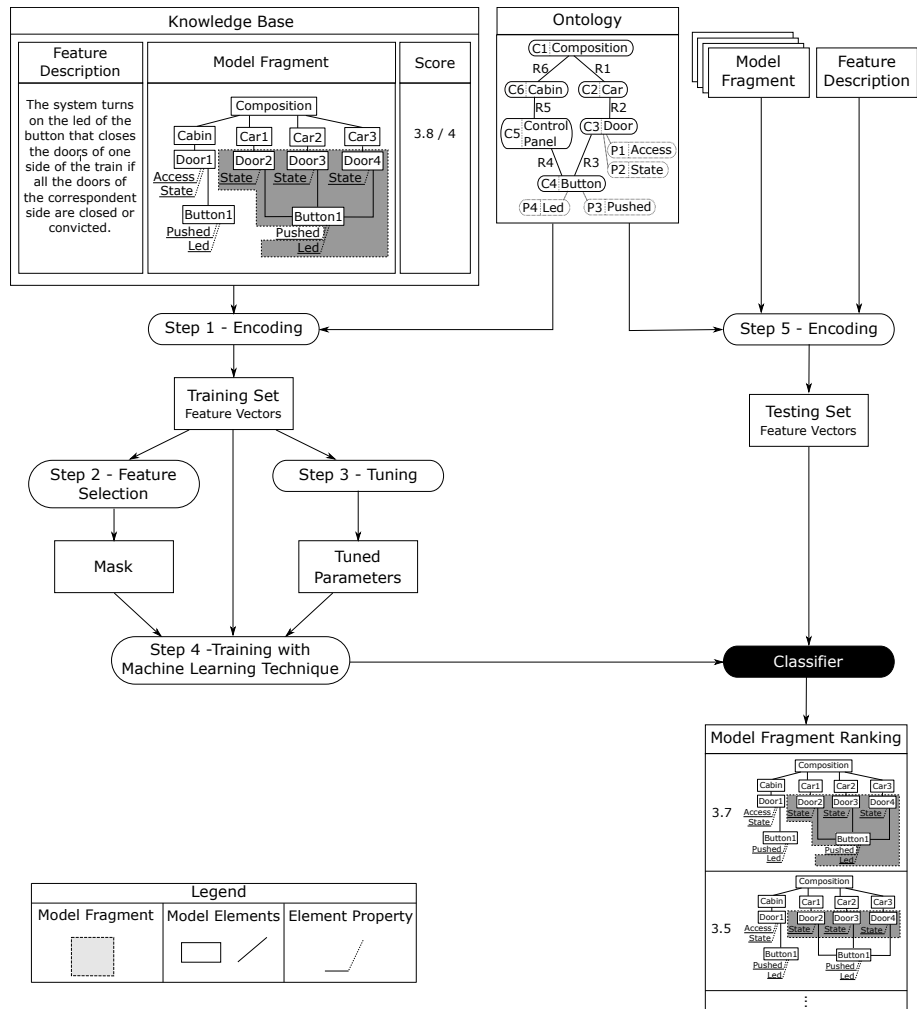 Knowledge Base
Feature
Description
Model Fragment
Score
The system turns
on the led of the
button that closes
the doors of one
side of the train if
all the doors of
the correspondent
side are closed or
convicted.
Composition
Cabin
Car1
Car2
Car3
Door1
Door2
Door3
Door4
Access
State
State
State
State
Button1
Button1
Pushed
Led
Pushed
Led
3.8 / 4
Ontology
C1 Composition
R6
R1
C6 Cabin
C2 Car
R5
R2
C5 Control
Panel
C3 Door
P1 Access
P2 State
R4
R3
C4 Button
P4 Led
P3 Pushed
Model
Fragment
Feature
Description
Step 1 - Encoding
Step 5 - Encoding
Training Set
Feature Vectors
Testing Set
Feature Vectors
Step 2 - Feature
Selection
Step 3 - Tuning
Mask
Tuned
Parameters
Step 4 -Training with
Machine Learning Technique
Classifier
Model Fragment Ranking
3.7
Composition
Cabin
Car1
Car2
Car3
Door1
Door2
Door3
Door4
Access
State
State
State
State
Button1
Button1
Pushed
Led
Pushed
Led
3.5
Composition
Cabin
Car1
Car2
Car3
Door1
Door2
Door3
Door4
Access
State
State
State
State
Button1
Button1
Pushed
Led
Pushed
Led
⋮
Legend
Model Fragment
Model Elements
Element Property